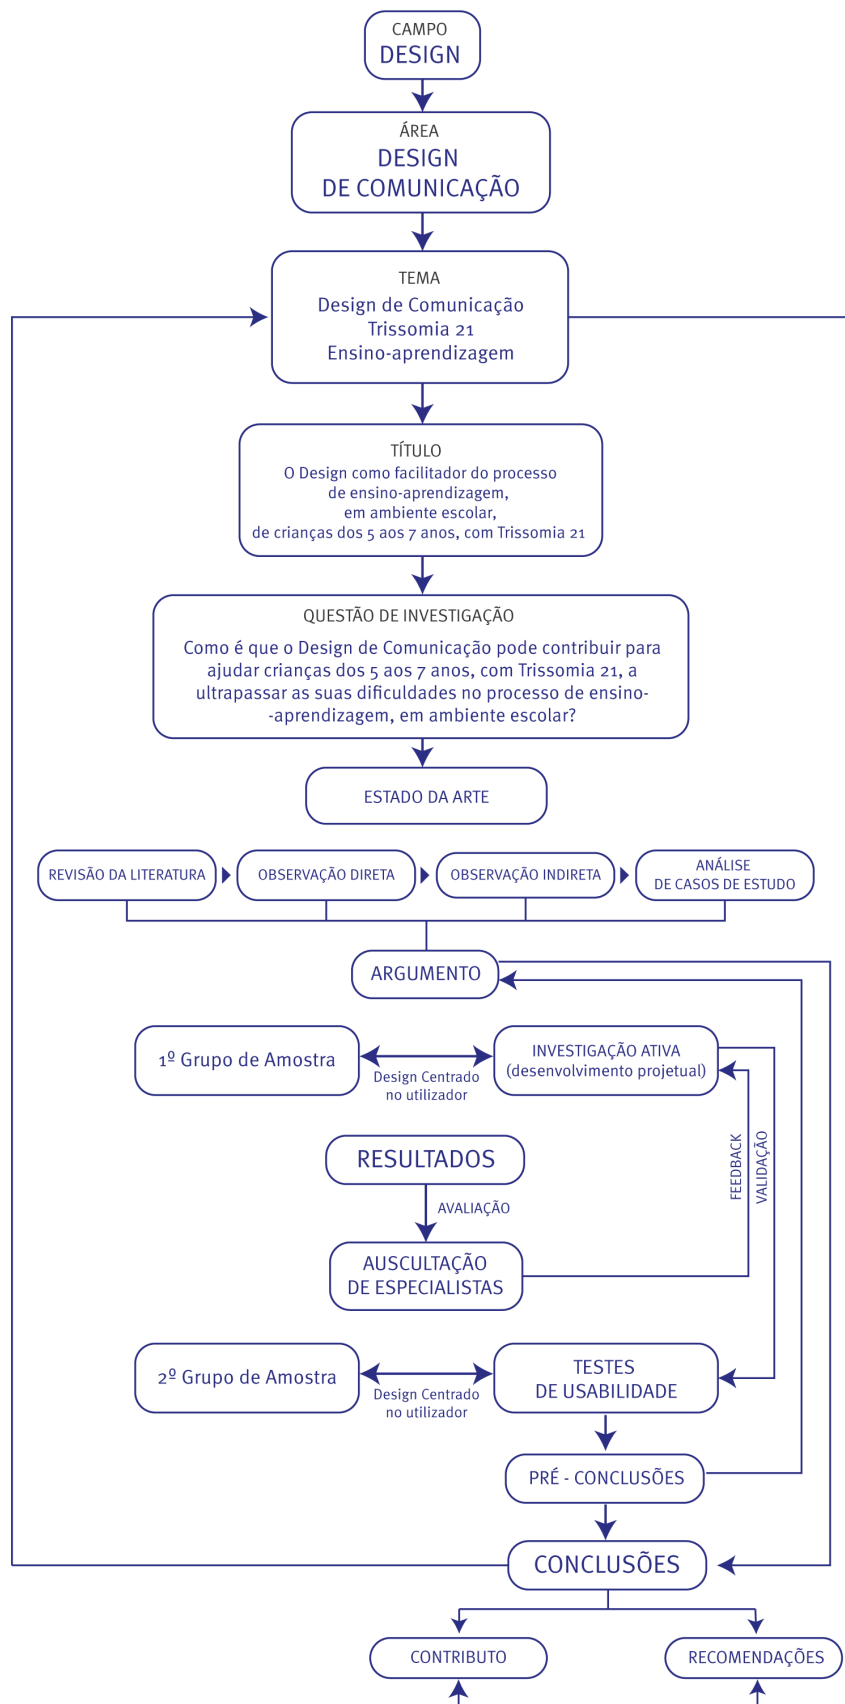 CAMPO
DESIGN
ÁREA
DESIGN
DE COMUNICAÇÃO
TEMA
Design de Comunicação
Trissomia 21
Ensino-aprendizagem
TÍTULO
O Design como facilitador do processo
de ensino-aprendizagem,
em ambiente escolar,
de crianças dos 5 aos 7 anos, com Trissomia 21
QUESTÃO DE INVESTIGAÇÃO
Como é que o Design de Comunicação pode contribuir para
ajudar crianças dos 5 aos 7 anos, com Trissomia 21, a
ultrapassar as suas dificuldades no processo de ensino-
-aprendizagem, em ambiente escolar?
ESTADO DA ARTE
REVISÃO DA LITERATURA
OBSERVAÇÃO DIRETA
OBSERVAÇÃO INDIRETA
ANÁLISE
DE CASOS DE ESTUDO
ARGUMENTO
1º Grupo de Amostra
Design Centrado
no utilizador
INVESTIGAÇÃO ATIVA
(desenvolvimento projetual)
FEEDBACK
VALIDAÇÃO
RESULTADOS
AVALIAÇÃO
AUSCULTAÇÃO
DE ESPECIALISTAS
2º Grupo de Amostra
Design Centrado
no utilizador
TESTES
DE USABILIDADE
PRÉ - CONCLUSÕES
CONCLUSÕES
CONTRIBUTO
RECOMENDAÇÕES